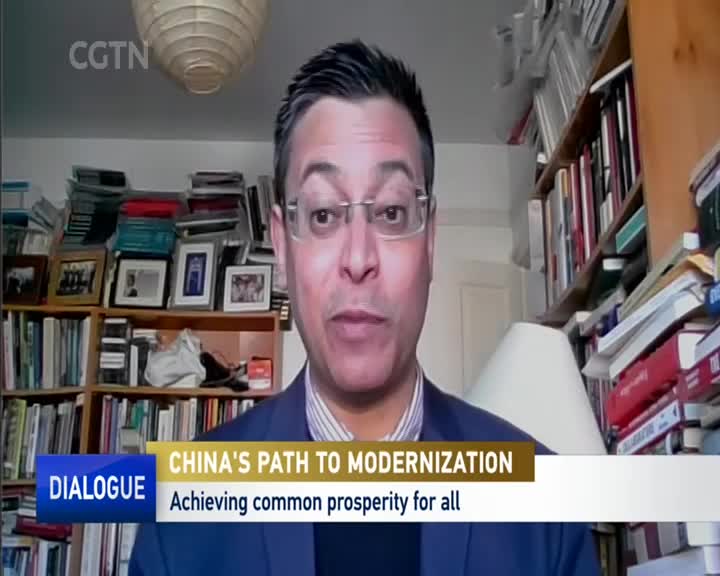 CGTN
CHINA'S PATH TO MODERNIZATION
DIALOGUE
Achieving common prosperity for all